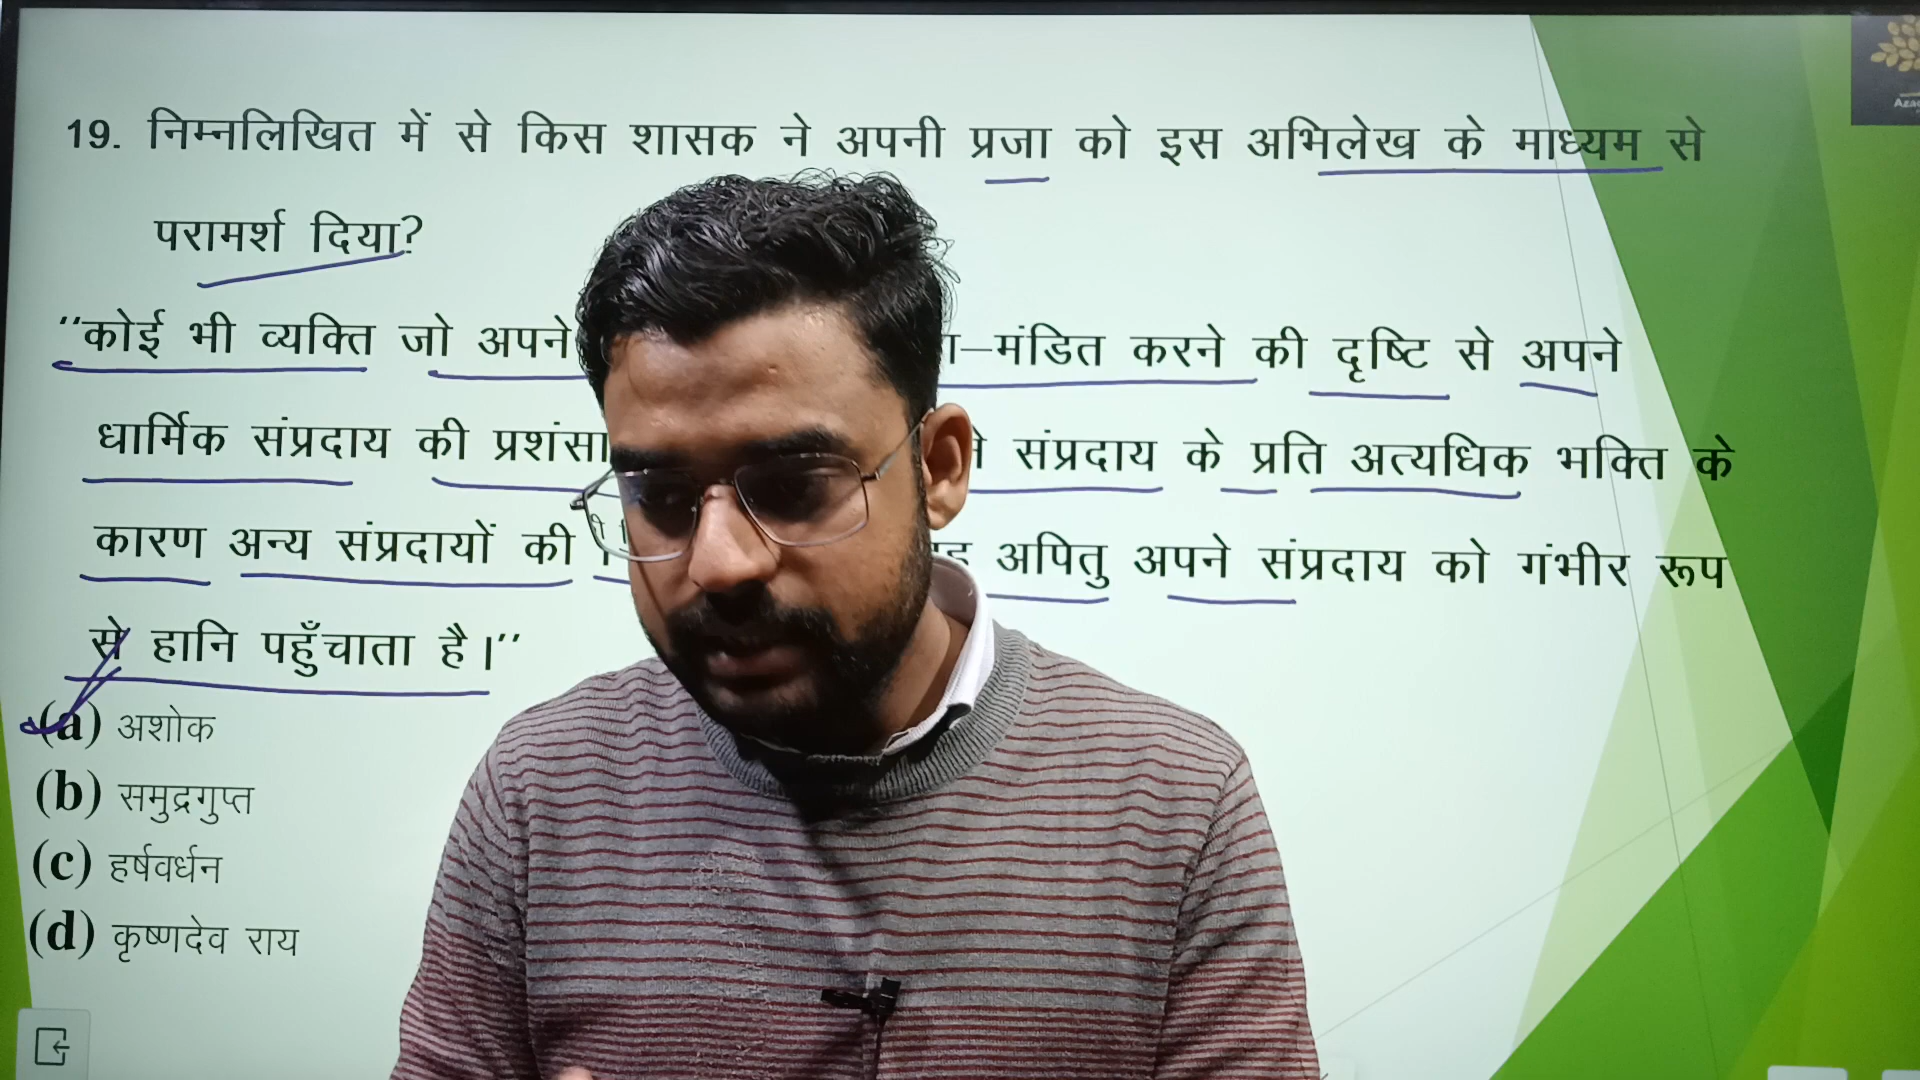 19. निम्नलिखित में से किस शासक ने अपनी प्रजा को इस अभिलेख के माध्यम से
परामर्श दिया?
''कोई भी व्यक्ति जो अपने –मंडित करने की दृष्टि से अपने
धार्मिक संप्रदाय की प्रशंसा संप्रदाय के प्रति अत्यधिक भक्ति के
कारण अन्य संप्रदायों की अपितु अपने संप्रदाय को गंभीर रूप
से हानि पहुँचाता है।''
(a) अशोक
(b) समुद्रगुप्त
(c) हर्षवर्धन
(d) कृष्णदेव राय